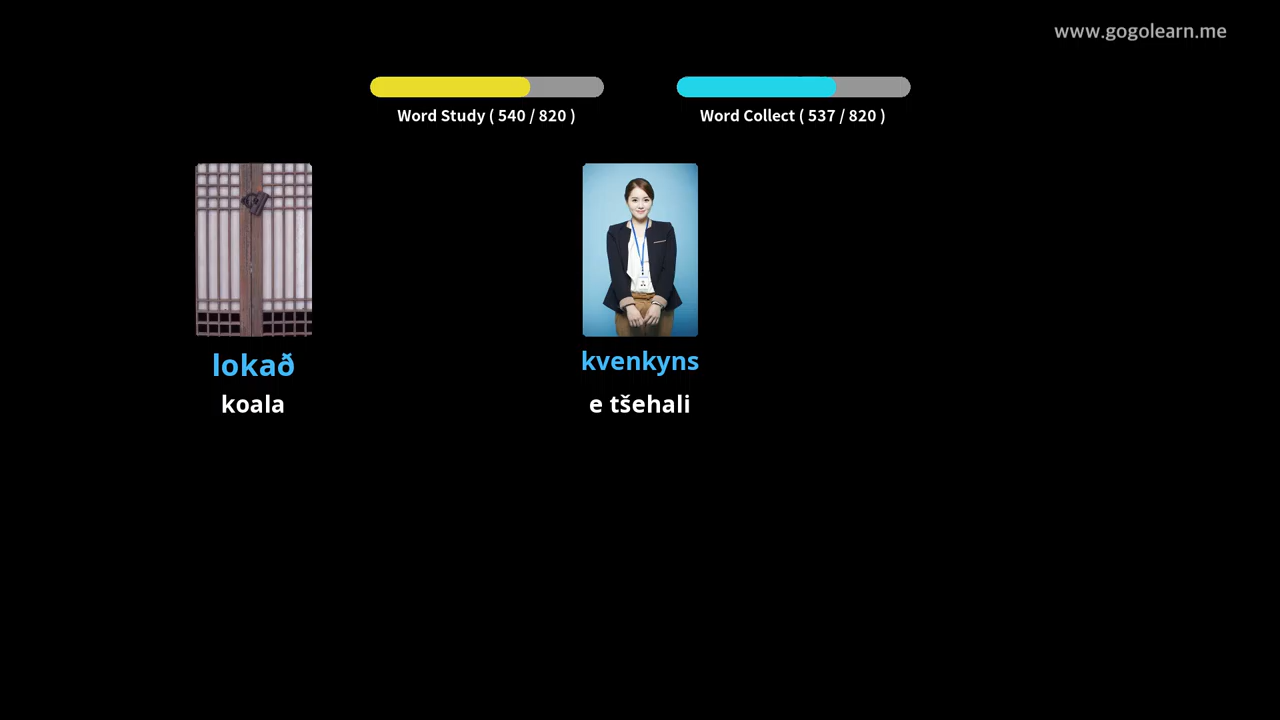 www.gogolearn.me
Word Study ( 540 / 820 )
Word Collect ( 537 / 820 )
lokað
koala
kvenkyns
e tšehali